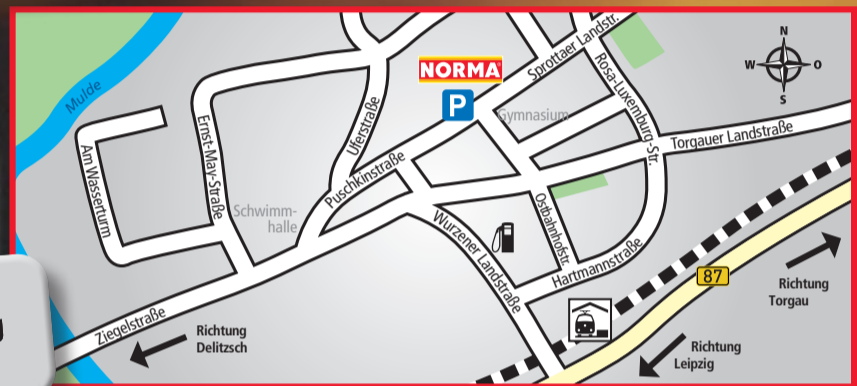 Mulde
Am Wasserturm
Ernst-May-Straße
Schwimm-
halle
Uferstraße
NORMA
P
Puschkinstraße
Sprottaer Landstr.
Gymnasium
Rosa-Luxemburg-Str.
N
W
O
S
Torgauer Landstraße
Wurzener Landstraße
Ostbahnhofstr.
Hartmannstraße
87
Richtung
Torgau
Richtung
Leipzig
Ziegelstraße
Richtung
Delitzsch